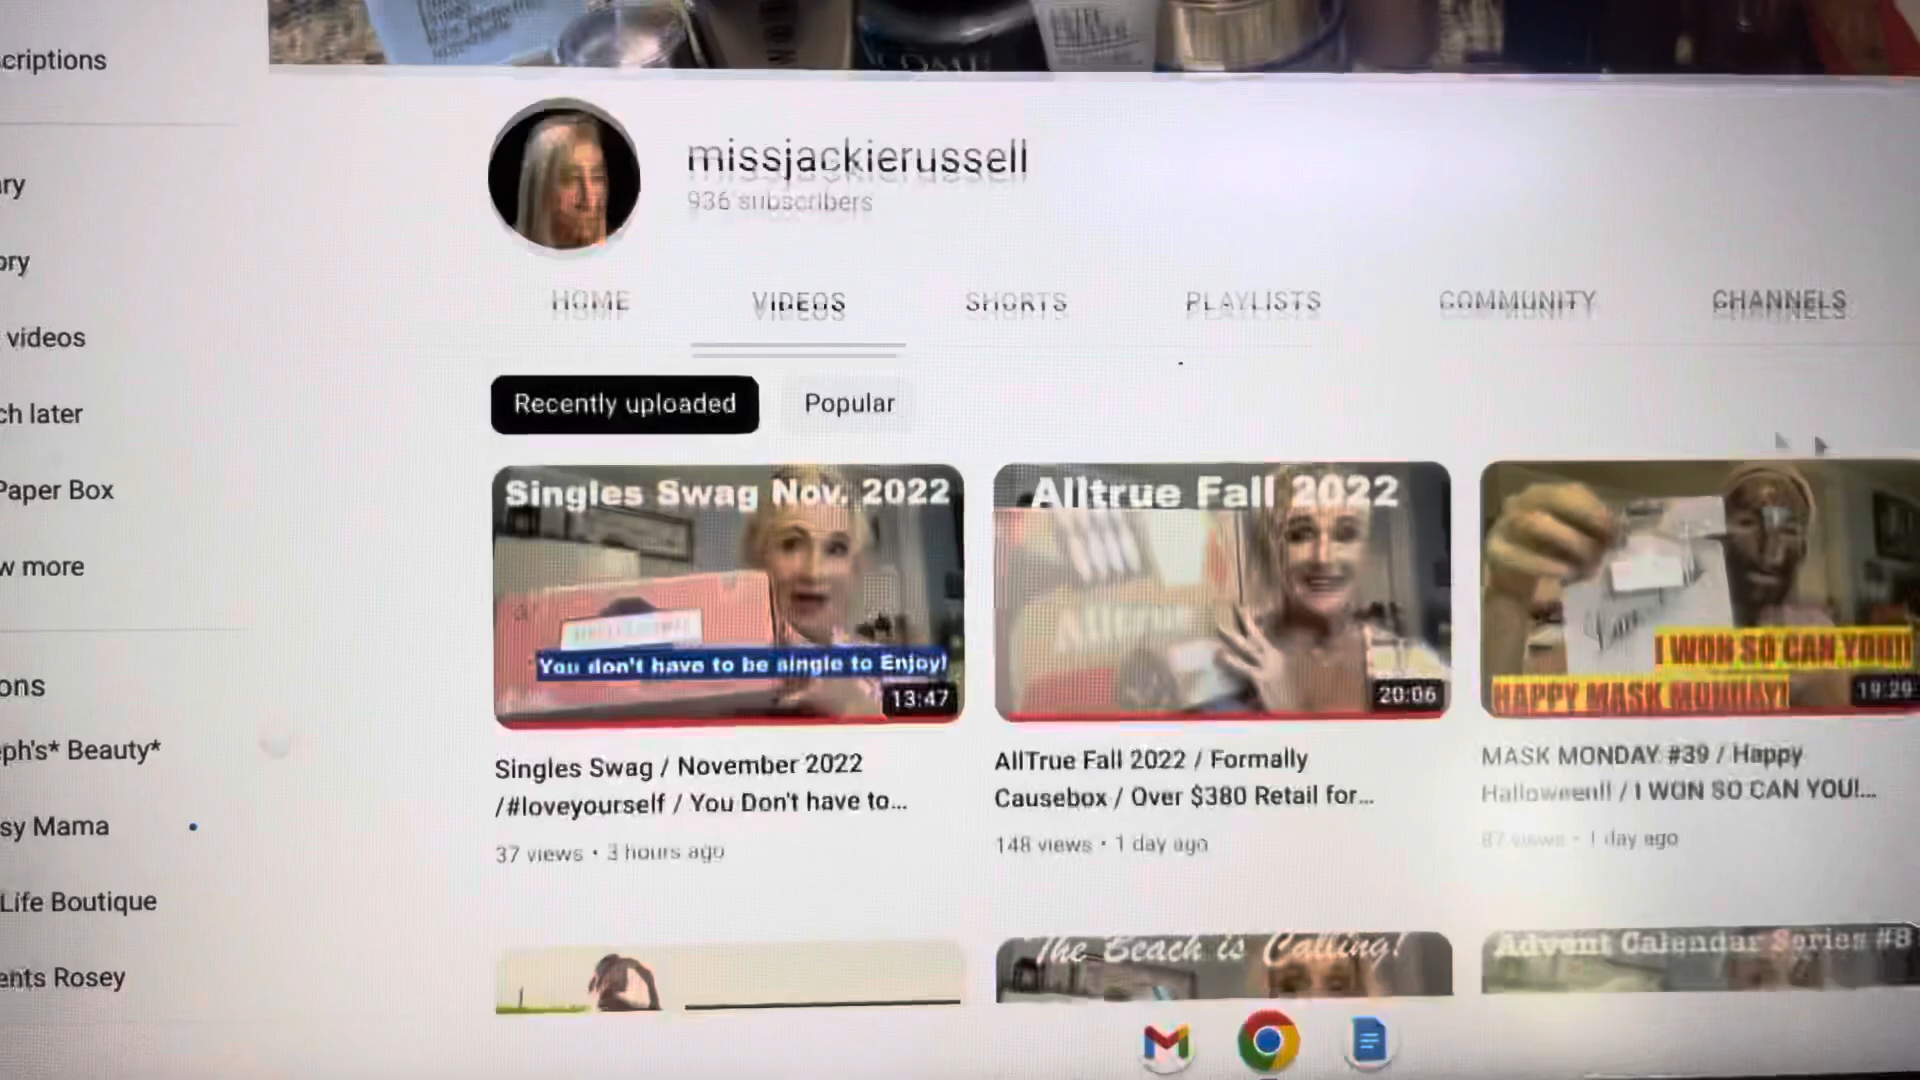 criptions
ry
ory
videos
ch later
Paper Box
w more
ons
eph's* Beauty*
sy Mama
Life Boutique
ents Rosey
missjackierussell
936 subscribers
HOME VIDEOS SHORTS PLAYLISTS COMMUNITY CHANNELS
Recently uploaded Popular
Singles Swag Nov. 2022
You don't have to be single to Enjoy!
13:47
Alltrue Fall 2022
20:06
I WON SO CAN YOU!!
HAPPY MASK MONDAY!
19:29
Singles Swag / November 2022
/#loveyourself / You Don't have to...
37 views • 3 hours ago
AllTrue Fall 2022 / Formally
Causebox / Over $380 Retail for...
148 views • 1 day ago
MASK MONDAY #39 / Happy
Halloween!! / I WON SO CAN YOU!...
87 views • 1 day ago
The Beach is Calling!
Advent Calendar Series #8